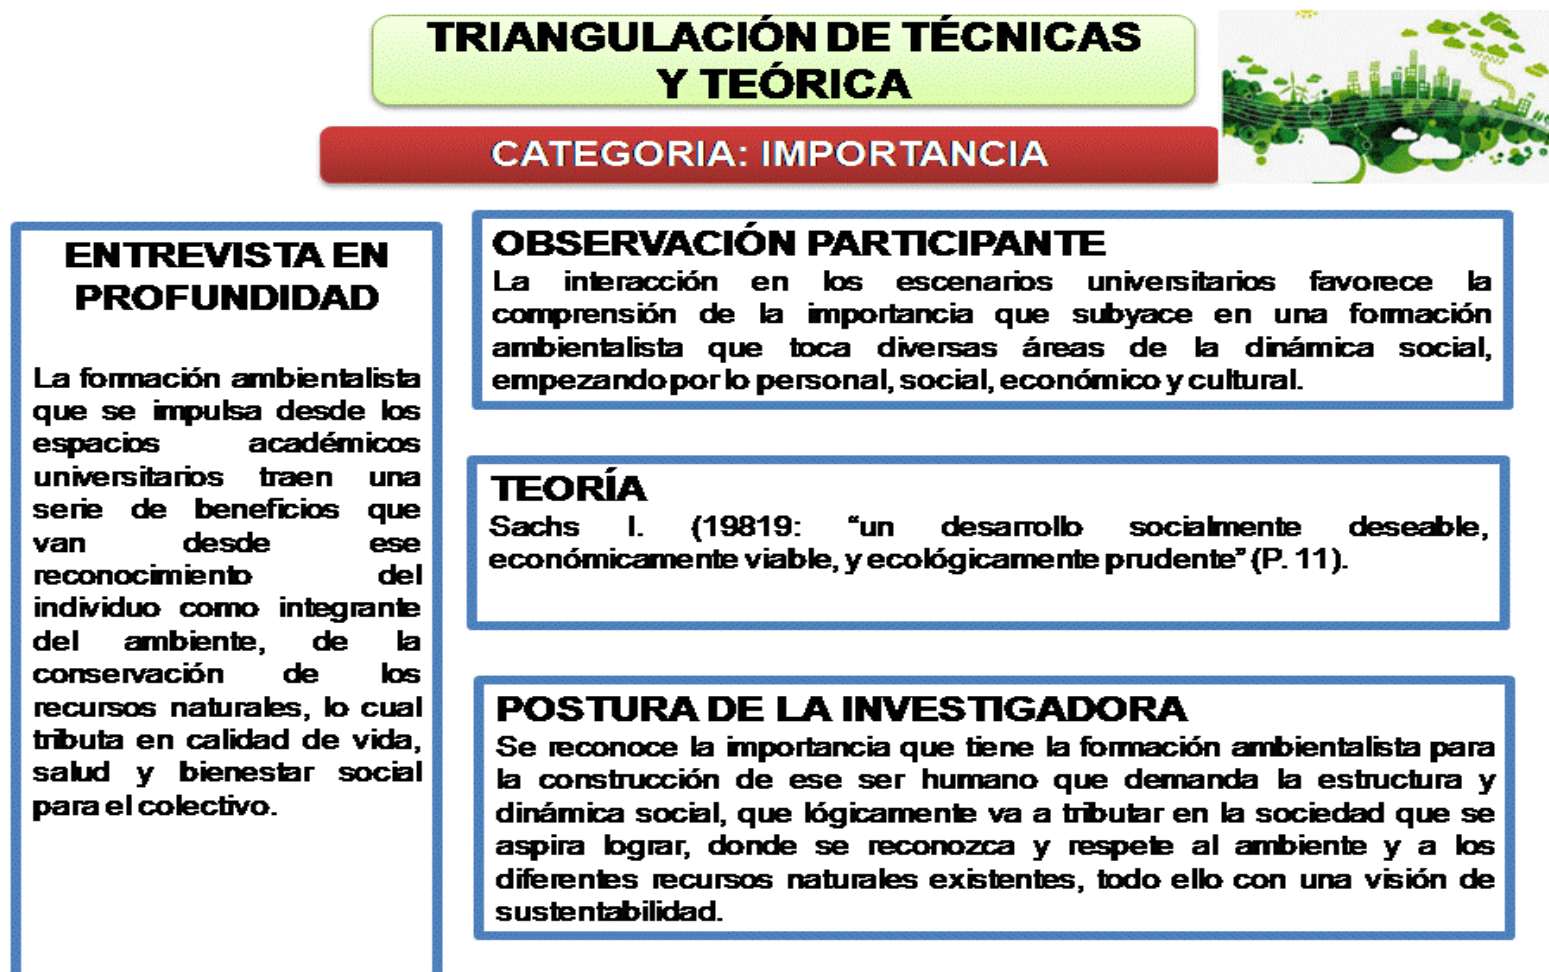 TRIANGULACIÓN DE TÉCNICAS
Y TEÓRICA
CATEGORIA: IMPORTANCIA
ENTREVISTA EN
PROFUNDIDAD
La formación ambientalista
que se impulsa desde los
espacios académicos
universitarios traen una
serie de beneficios que
van desde ese
reconocimiento del
individuo como integrante
del ambiente, de la
conservación de los
recursos naturales, lo cual
tributa en calidad de vida,
salud y bienestar social
para el colectivo.
OBSERVACIÓN PARTICIPANTE
La interacción en los escenarios universitarios favorece la
comprensión de la importancia que subyace en una formación
ambientalista que toca diversas áreas de la dinámica social,
empezando por lo personal, social, económico y cultural.
TEORÍA
Sachs I. (19819: “un desarrollo socialmente deseable,
económicamente viable, y ecológicamente prudente” (P. 11).
POSTURA DE LA INVESTIGADORA
Se reconoce la importancia que tiene la formación ambientalista para
la construcción de ese ser humano que demanda la estructura y
dinámica social, que lógicamente va a tributar en la sociedad que se
aspira lograr, donde se reconozca y respete al ambiente y a los
diferentes recursos naturales existentes, todo ello con una visión de
sustentabilidad.